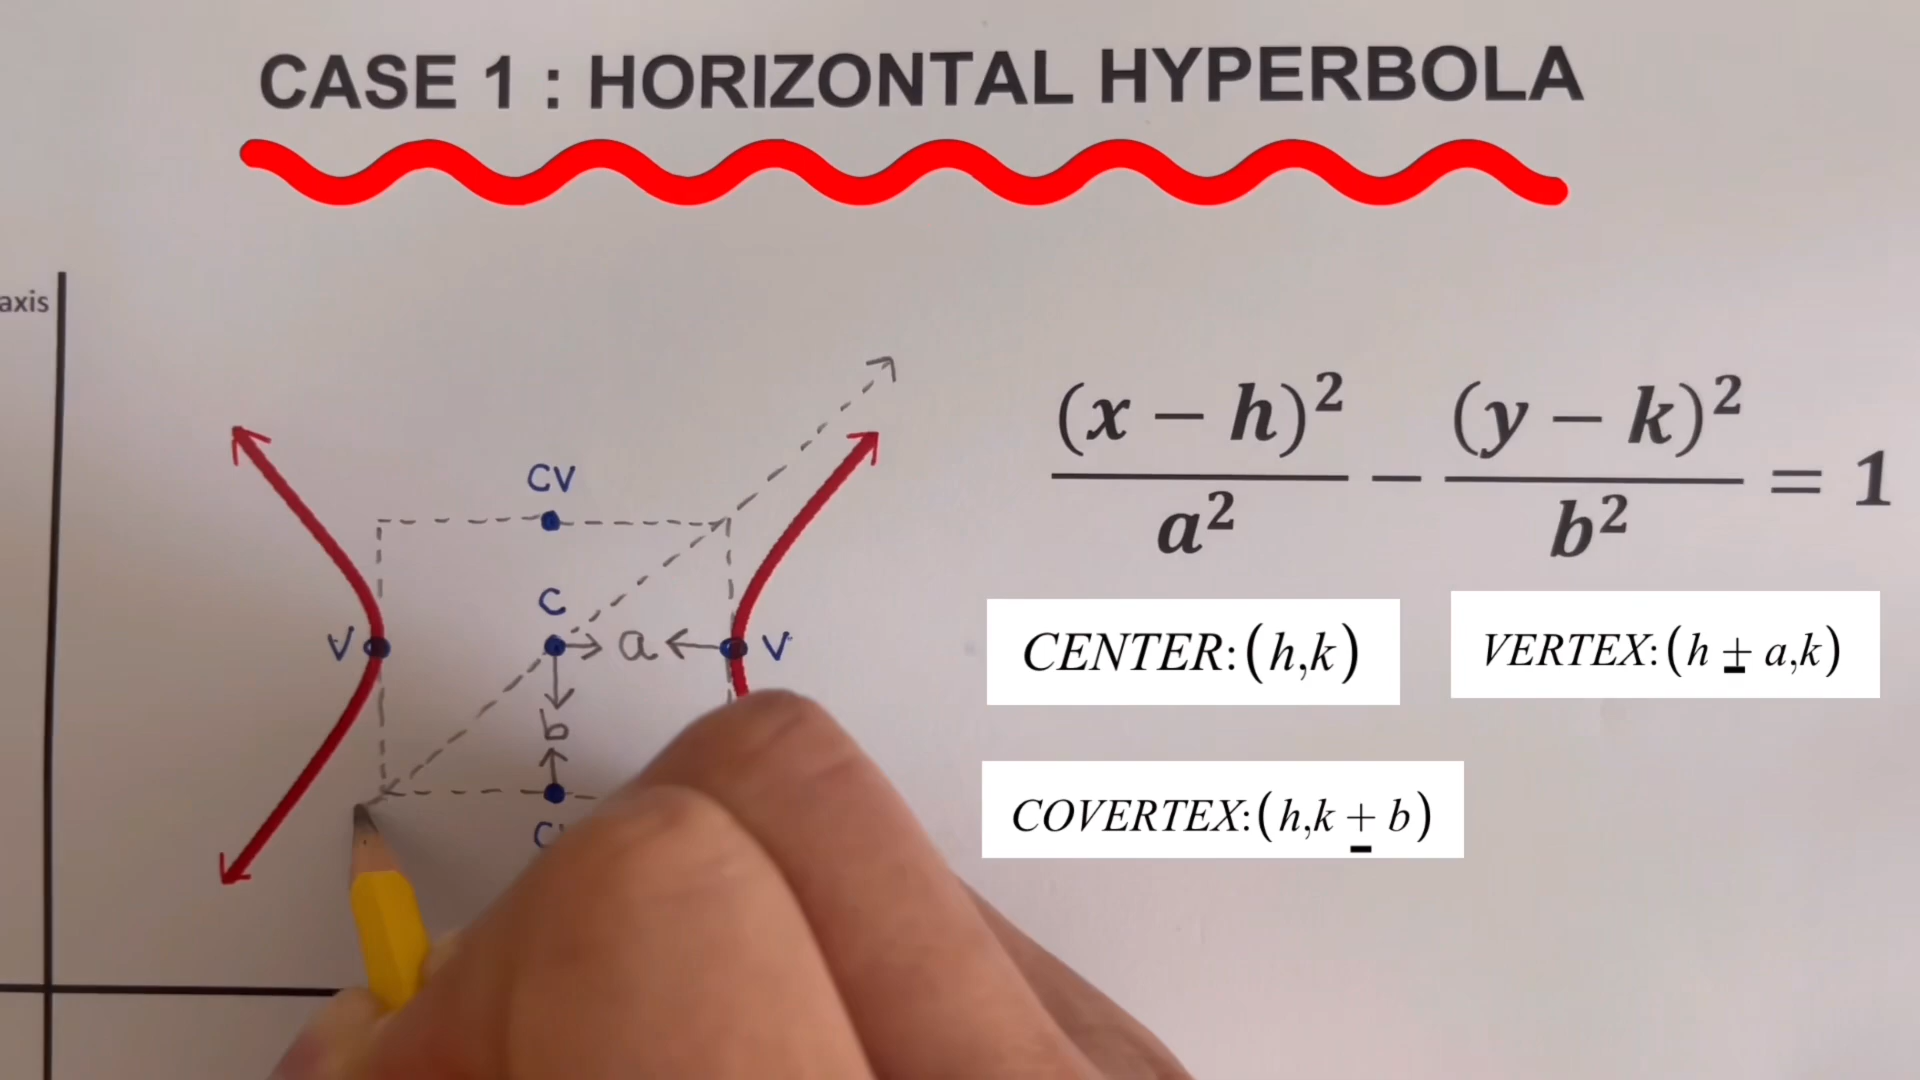 CASE 1 : HORIZONTAL HYPERBOLA
axis
CV
C
V
a
V
b
(x − h)² / a² − (y − k)² / b² = 1
CENTER:(h,k)
VERTEX:(h ± a,k)
COVERTEX:(h,k ± b)